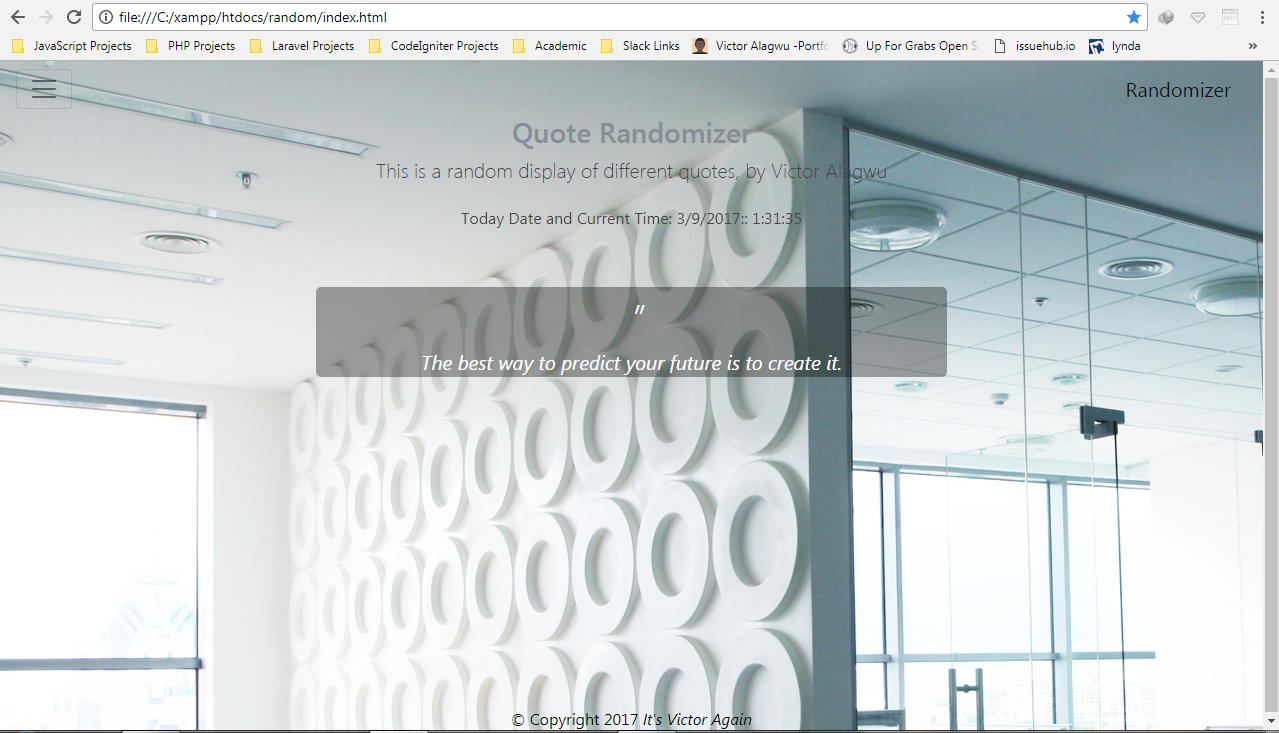 file:///C:/xampp/htdocs/random/index.html
JavaScript Projects PHP Projects Laravel Projects CodeIgniter Projects Academic Slack Links Victor Alagwu -Portfo Up For Grabs Open S issuehub.io lynda »
Randomizer
Quote Randomizer
This is a random display of different quotes, by Victor Alagwu
Today Date and Current Time: 3/9/2017:: 1:31:35
"
The best way to predict your future is to create it.
© Copyright 2017 It's Victor Again